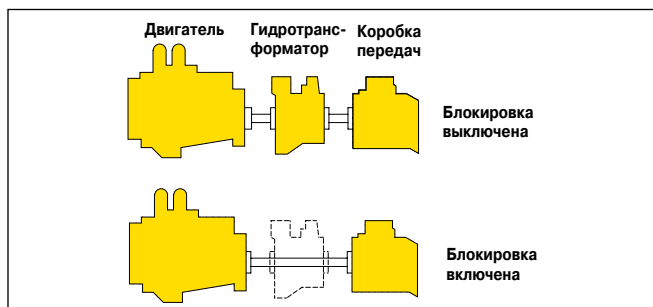 Двигатель
Гидротранс-
форматор
Коробка
передач
Блокировка
выключена
Блокировка
включена